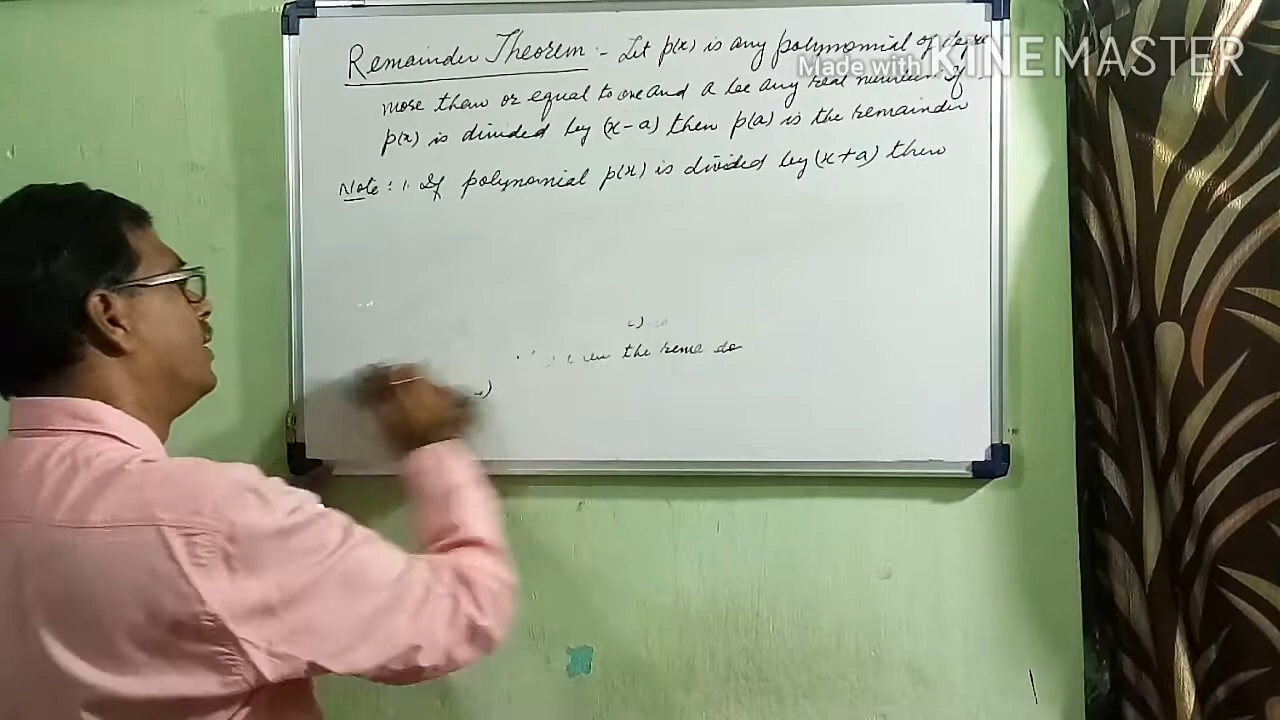 Remainder Theorem :- Let p(x) is any polynomial of degree
Made with KINEMASTER
more than or equal to one and a be any real number. If
p(x) is divided by (x-a) then p(a) is the remainder
Note : 1. If polynomial p(x) is divided by (x+a) then
the rema